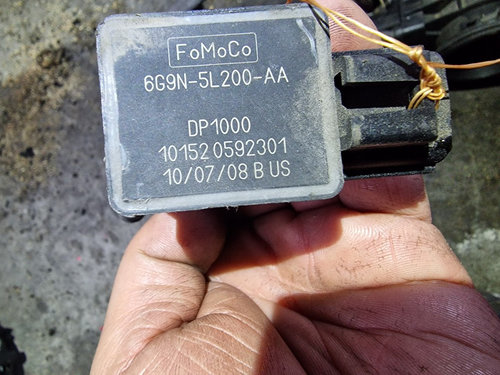 FoMoCo
6G9N-5L200-AA
DP1000
10152 0592301
10/07/08 B US